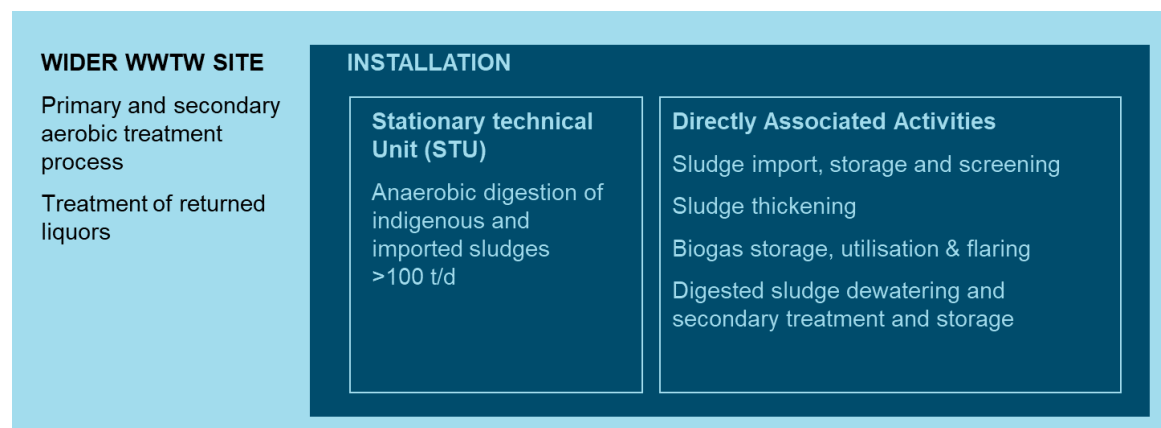 WIDER WWTW SITE
Primary and secondary
aerobic treatment
process
Treatment of returned
liquors
INSTALLATION
Stationary technical
Unit (STU)
Anaerobic digestion of
indigenous and
imported sludges
>100 t/d
Directly Associated Activities
Sludge import, storage and screening
Sludge thickening
Biogas storage, utilisation & flaring
Digested sludge dewatering and
secondary treatment and storage